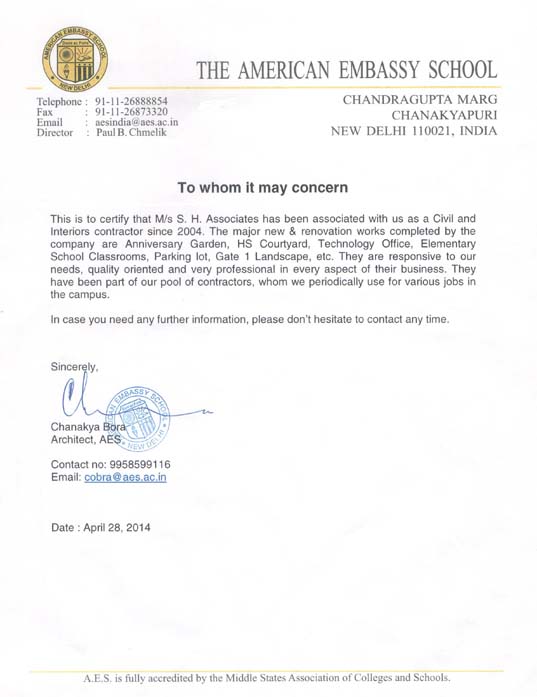 AMERICAN EMBASSY SCHOOL
NEW DELHI
THE AMERICAN EMBASSY SCHOOL
Telephone : 91-11-26888854
Fax : 91-11-26873320
Email : aesindia@aes.ac.in
Director : Paul B. Chmelik
CHANDRAGUPTA MARG
CHANAKYAPURI
NEW DELHI 110021, INDIA
To whom it may concern
This is to certify that M/s S. H. Associates has been associated with us as a Civil and
Interiors contractor since 2004. The major new & renovation works completed by the
company are Anniversary Garden, HS Courtyard, Technology Office, Elementary
School Classrooms, Parking lot, Gate 1 Landscape, etc. They are responsive to our
needs, quality oriented and very professional in every aspect of their business. They
have been part of our pool of contractors, whom we periodically use for various jobs in
the campus.
In case you need any further information, please don't hesitate to contact any time.
Sincerely,
Chanakya Bora
Architect, AES
EMBASSY
NEW DELHI
Contact no: 9958599116
Email: cobra@aes.ac.in
Date : April 28, 2014
A.E.S. is fully accredited by the Middle States Association of Colleges and Schools.